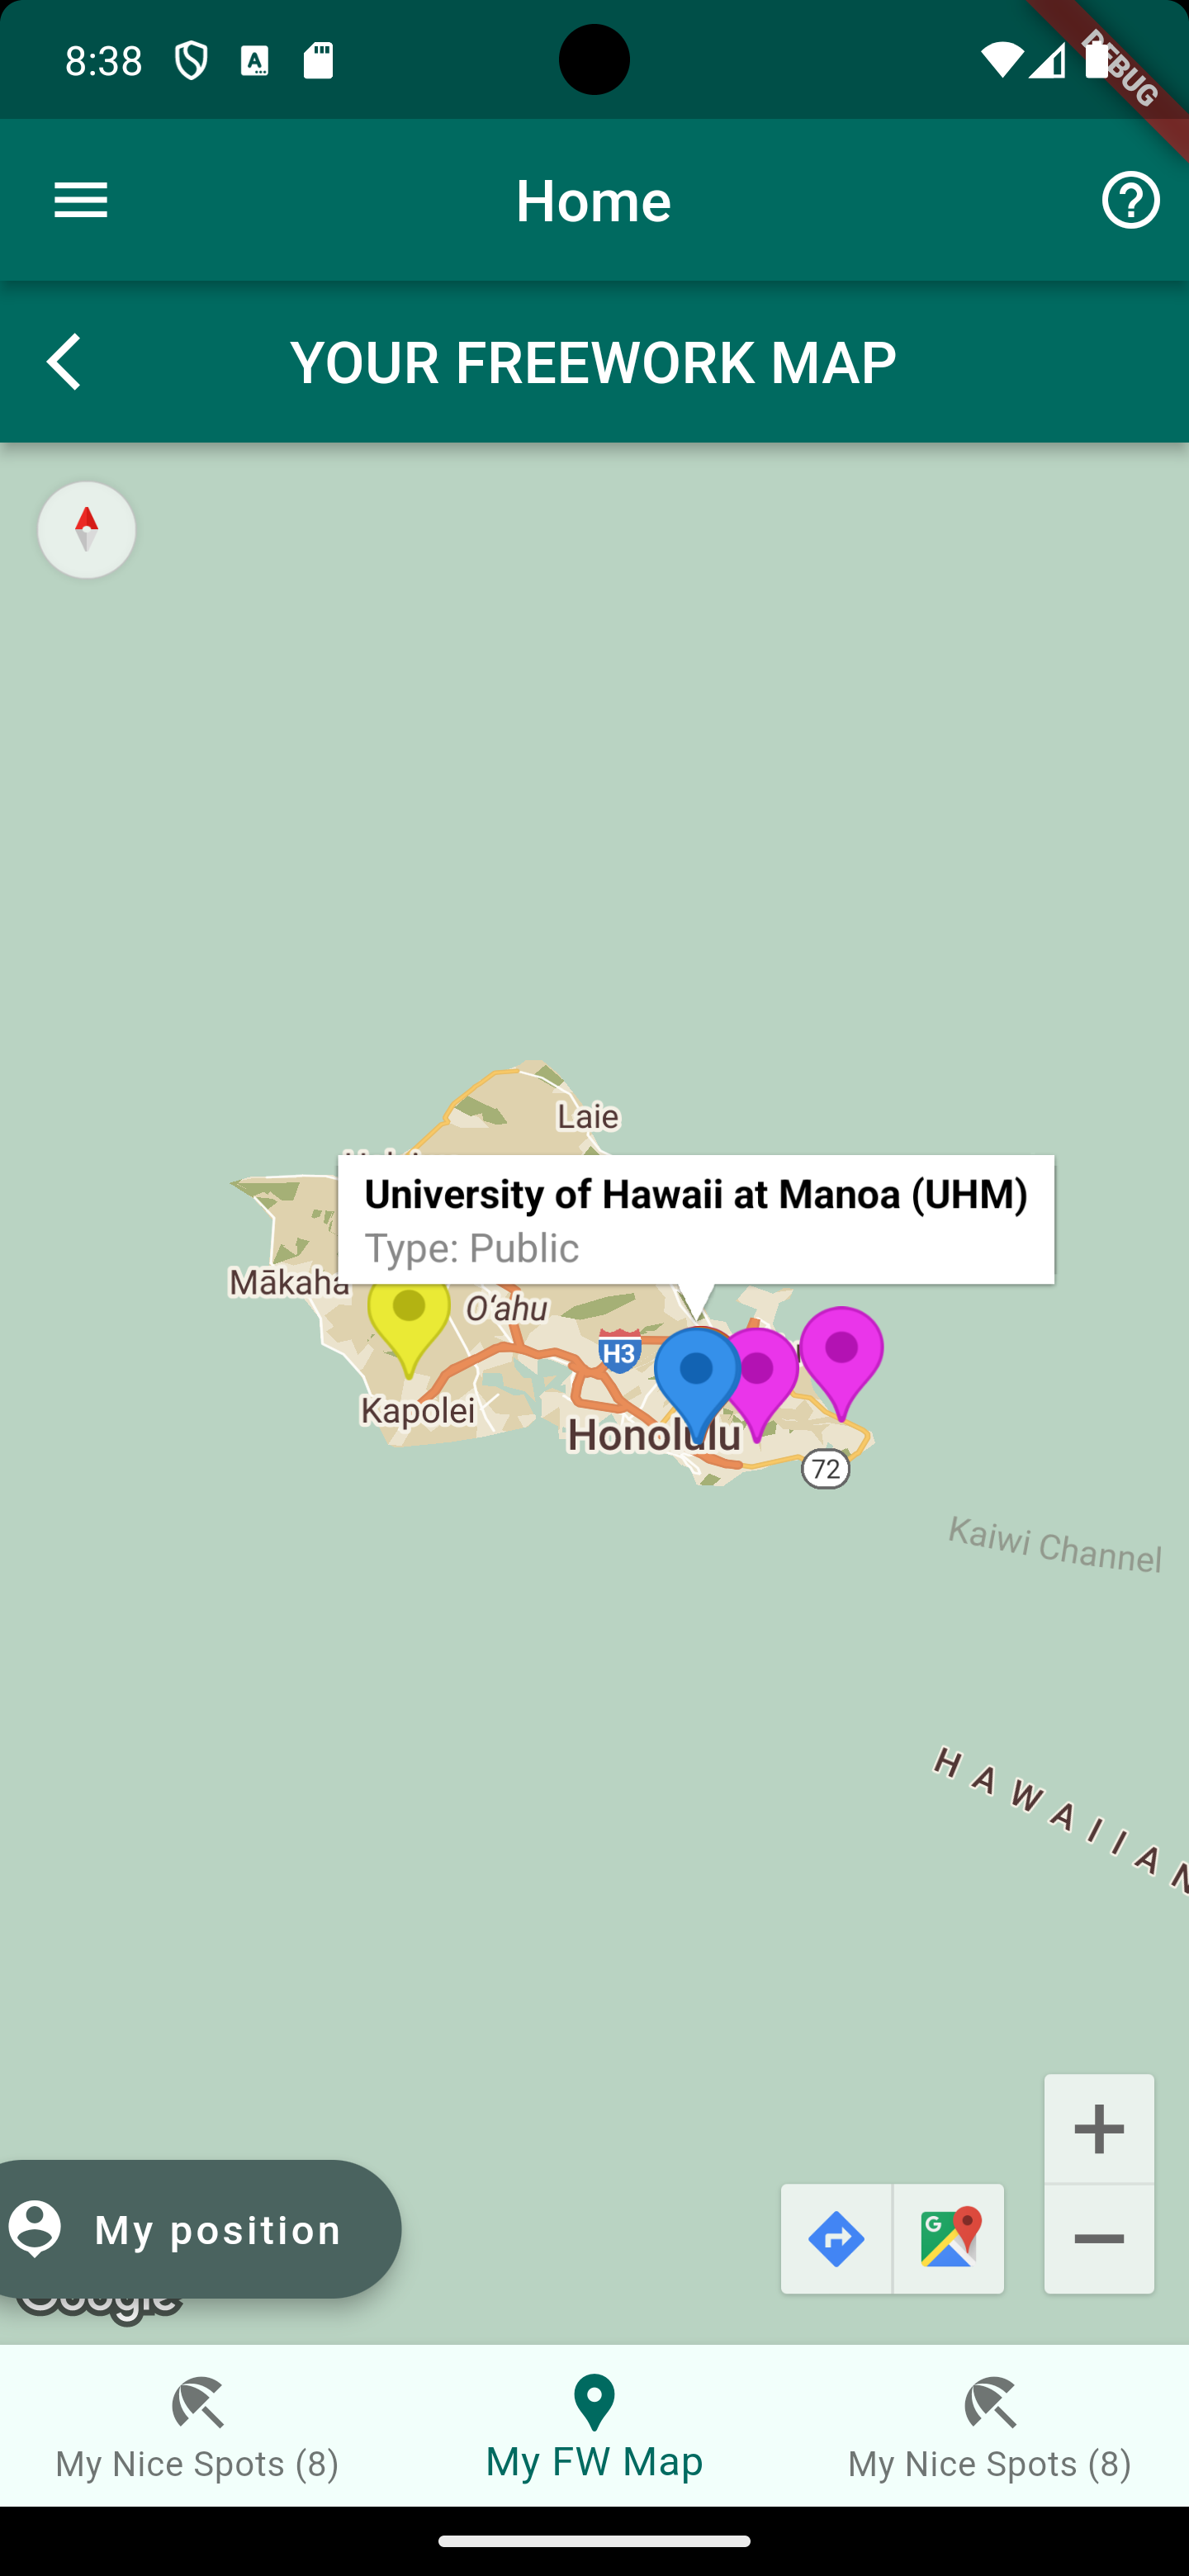 8:38
DEBUG
Home
YOUR FREEWORK MAP
Laie
University of Hawaii at Manoa (UHM)
Type: Public
Mākaha
Oʻahu
H3
Kapolei
Honolulu
72
Kaiwi Channel
HAWAIIAN
My position
Google
My Nice Spots (8)
My FW Map
My Nice Spots (8)